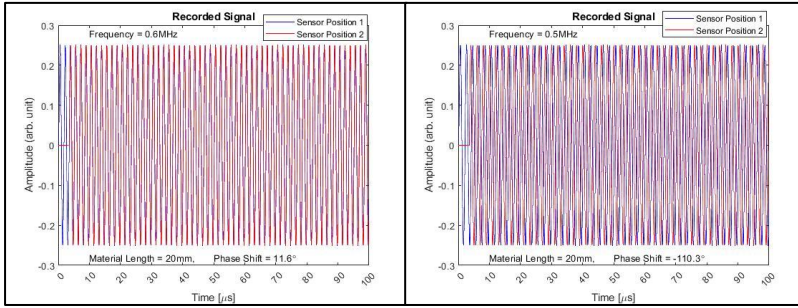 Recorded Signal
Sensor Position 1
Sensor Position 2
Frequency = 0.6MHz
Amplitude (arb. unit)
0.3
0.2
0.1
0
-0.1
-0.2
-0.3
Material Length = 20mm, Phase Shift = 11.6°
0 10 20 30 40 50 60 70 80 90 100
Time [μs]
Recorded Signal
Sensor Position 1
Sensor Position 2
Frequency = 0.5MHz
Amplitude (arb. unit)
0.3
0.2
0.1
0
-0.1
-0.2
-0.3
Material Length = 20mm, Phase Shift = -110.3°
0 10 20 30 40 50 60 70 80 90 100
Time [μs]